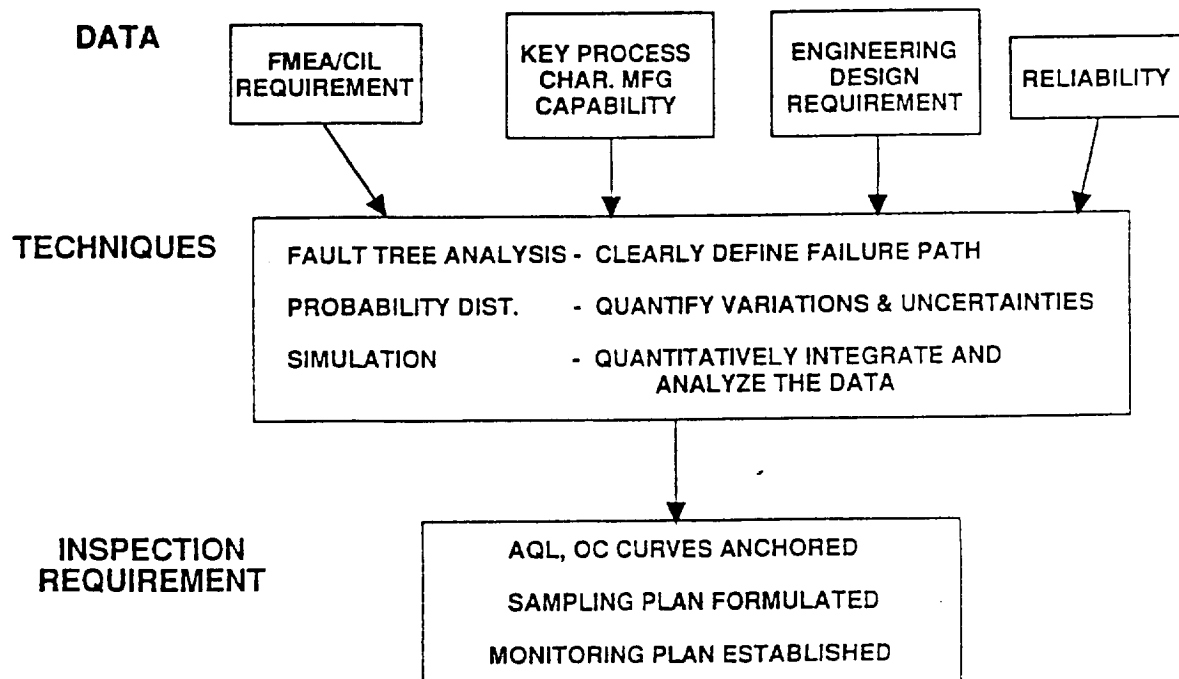 DATA
FMEA/CIL
REQUIREMENT
KEY PROCESS
CHAR. MFG
CAPABILITY
ENGINEERING
DESIGN
REQUIREMENT
RELIABILITY
TECHNIQUES
FAULT TREE ANALYSIS - CLEARLY DEFINE FAILURE PATH
PROBABILITY DIST. - QUANTIFY VARIATIONS & UNCERTAINTIES
SIMULATION - QUANTITATIVELY INTEGRATE AND
ANALYZE THE DATA
INSPECTION
REQUIREMENT
AQL, OC CURVES ANCHORED
SAMPLING PLAN FORMULATED
MONITORING PLAN ESTABLISHED